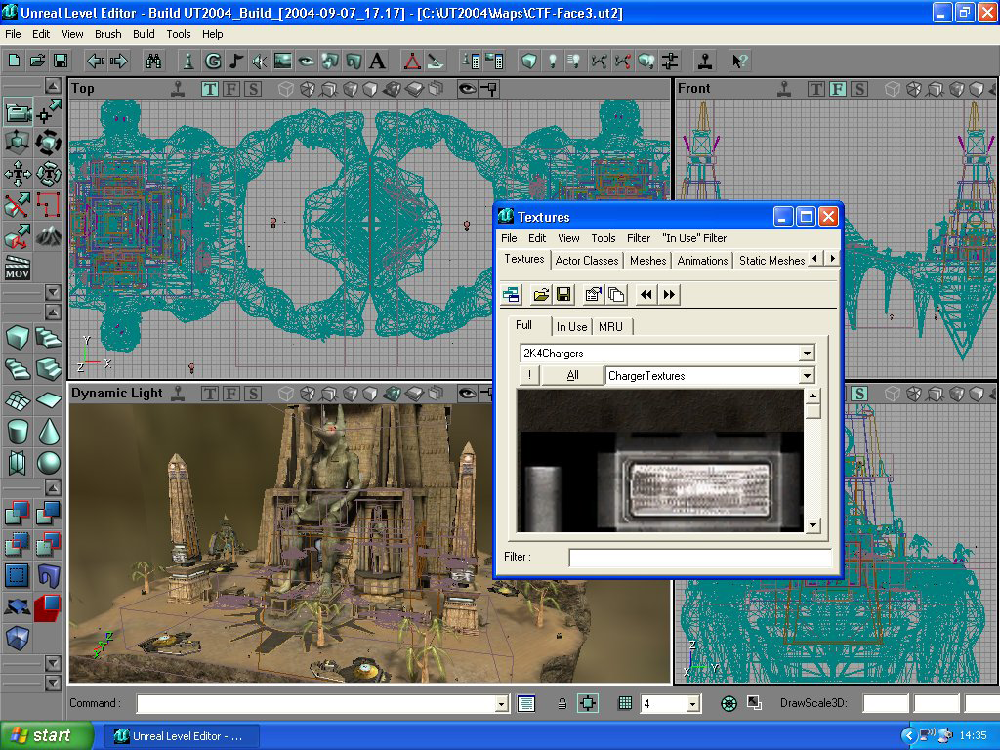 Unreal Level Editor - Build UT2004_Build_[2004-09-07_17.17] - [C:\UT2004\Maps\CTF-Face3.ut2]
File Edit View Brush Build Tools Help
Top T F S
Front T F S
MOV
Y
Z X
Textures
File Edit View Tools Filter "In Use" Filter
Textures Actor Classes Meshes Animations Static Meshes
Full In Use MRU
2K4Chargers
! All ChargerTextures
Filter :
Dynamic Light T F S
S
Z
X Y
Command : 4 DrawScale3D:
start Unreal Level Editor - ... 14:35